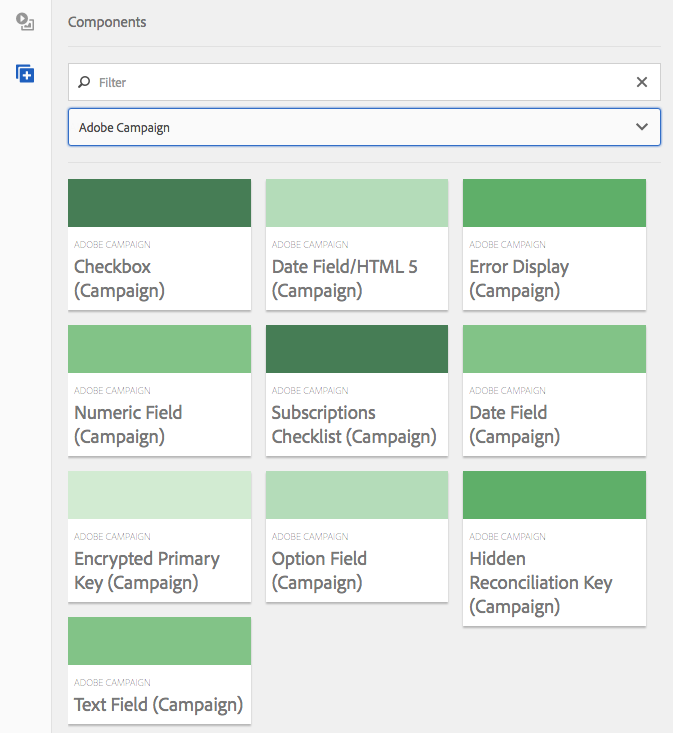 Components
Filter
Adobe Campaign
ADOBE CAMPAIGN
Checkbox
(Campaign)
ADOBE CAMPAIGN
Date Field/HTML 5
(Campaign)
ADOBE CAMPAIGN
Error Display
(Campaign)
ADOBE CAMPAIGN
Numeric Field
(Campaign)
ADOBE CAMPAIGN
Subscriptions
Checklist (Campaign)
ADOBE CAMPAIGN
Date Field
(Campaign)
ADOBE CAMPAIGN
Encrypted Primary
Key (Campaign)
ADOBE CAMPAIGN
Option Field
(Campaign)
ADOBE CAMPAIGN
Hidden
Reconciliation Key
(Campaign)
ADOBE CAMPAIGN
Text Field (Campaign)